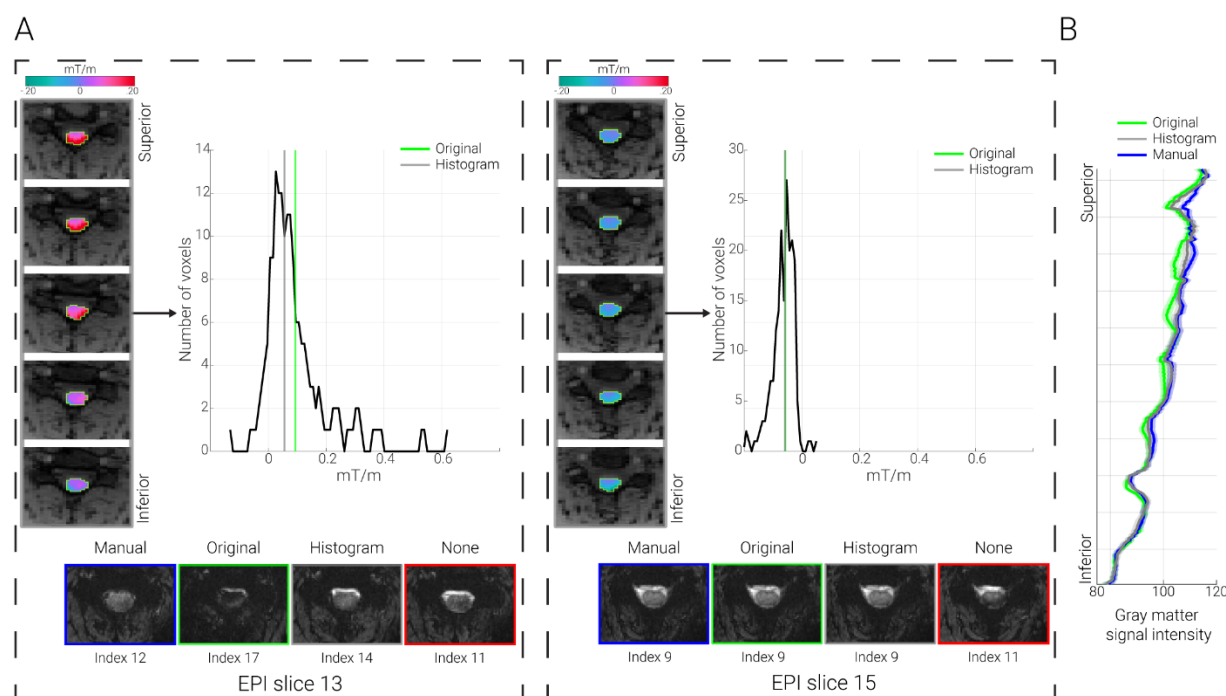 A
B
mT/m
-20 0 20
Superior
Inferior
Original
Histogram
14
12
10
8
6
4
2
0
Number of voxels
0 0.2 0.4 0.6
mT/m
Manual Original Histogram None
Index 12 Index 17 Index 14 Index 11
EPI slice 13
mT/m
-20 0 20
Superior
Inferior
Original
Histogram
30
25
20
15
10
5
0
Number of voxels
0 0.2 0.4 0.6
mT/m
Manual Original Histogram None
Index 9 Index 9 Index 9 Index 11
EPI slice 15
Original
Histogram
Manual
Superior
Inferior
80 100 120
Gray matter
signal intensity